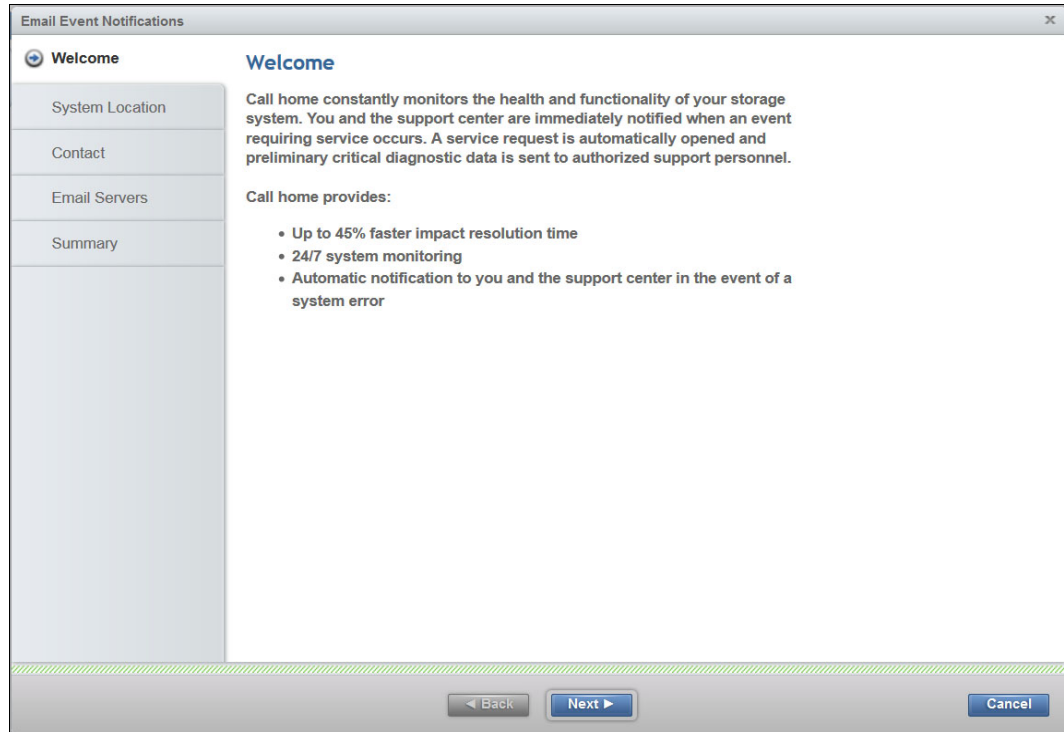 Email Event Notifications
x
Welcome
System Location
Contact
Email Servers
Summary
Welcome
Call home constantly monitors the health and functionality of your storage
system. You and the support center are immediately notified when an event
requiring service occurs. A service request is automatically opened and
preliminary critical diagnostic data is sent to authorized support personnel.
Call home provides:
• Up to 45% faster impact resolution time
• 24/7 system monitoring
• Automatic notification to you and the support center in the event of a
system error
◄ Back
Next ►
Cancel